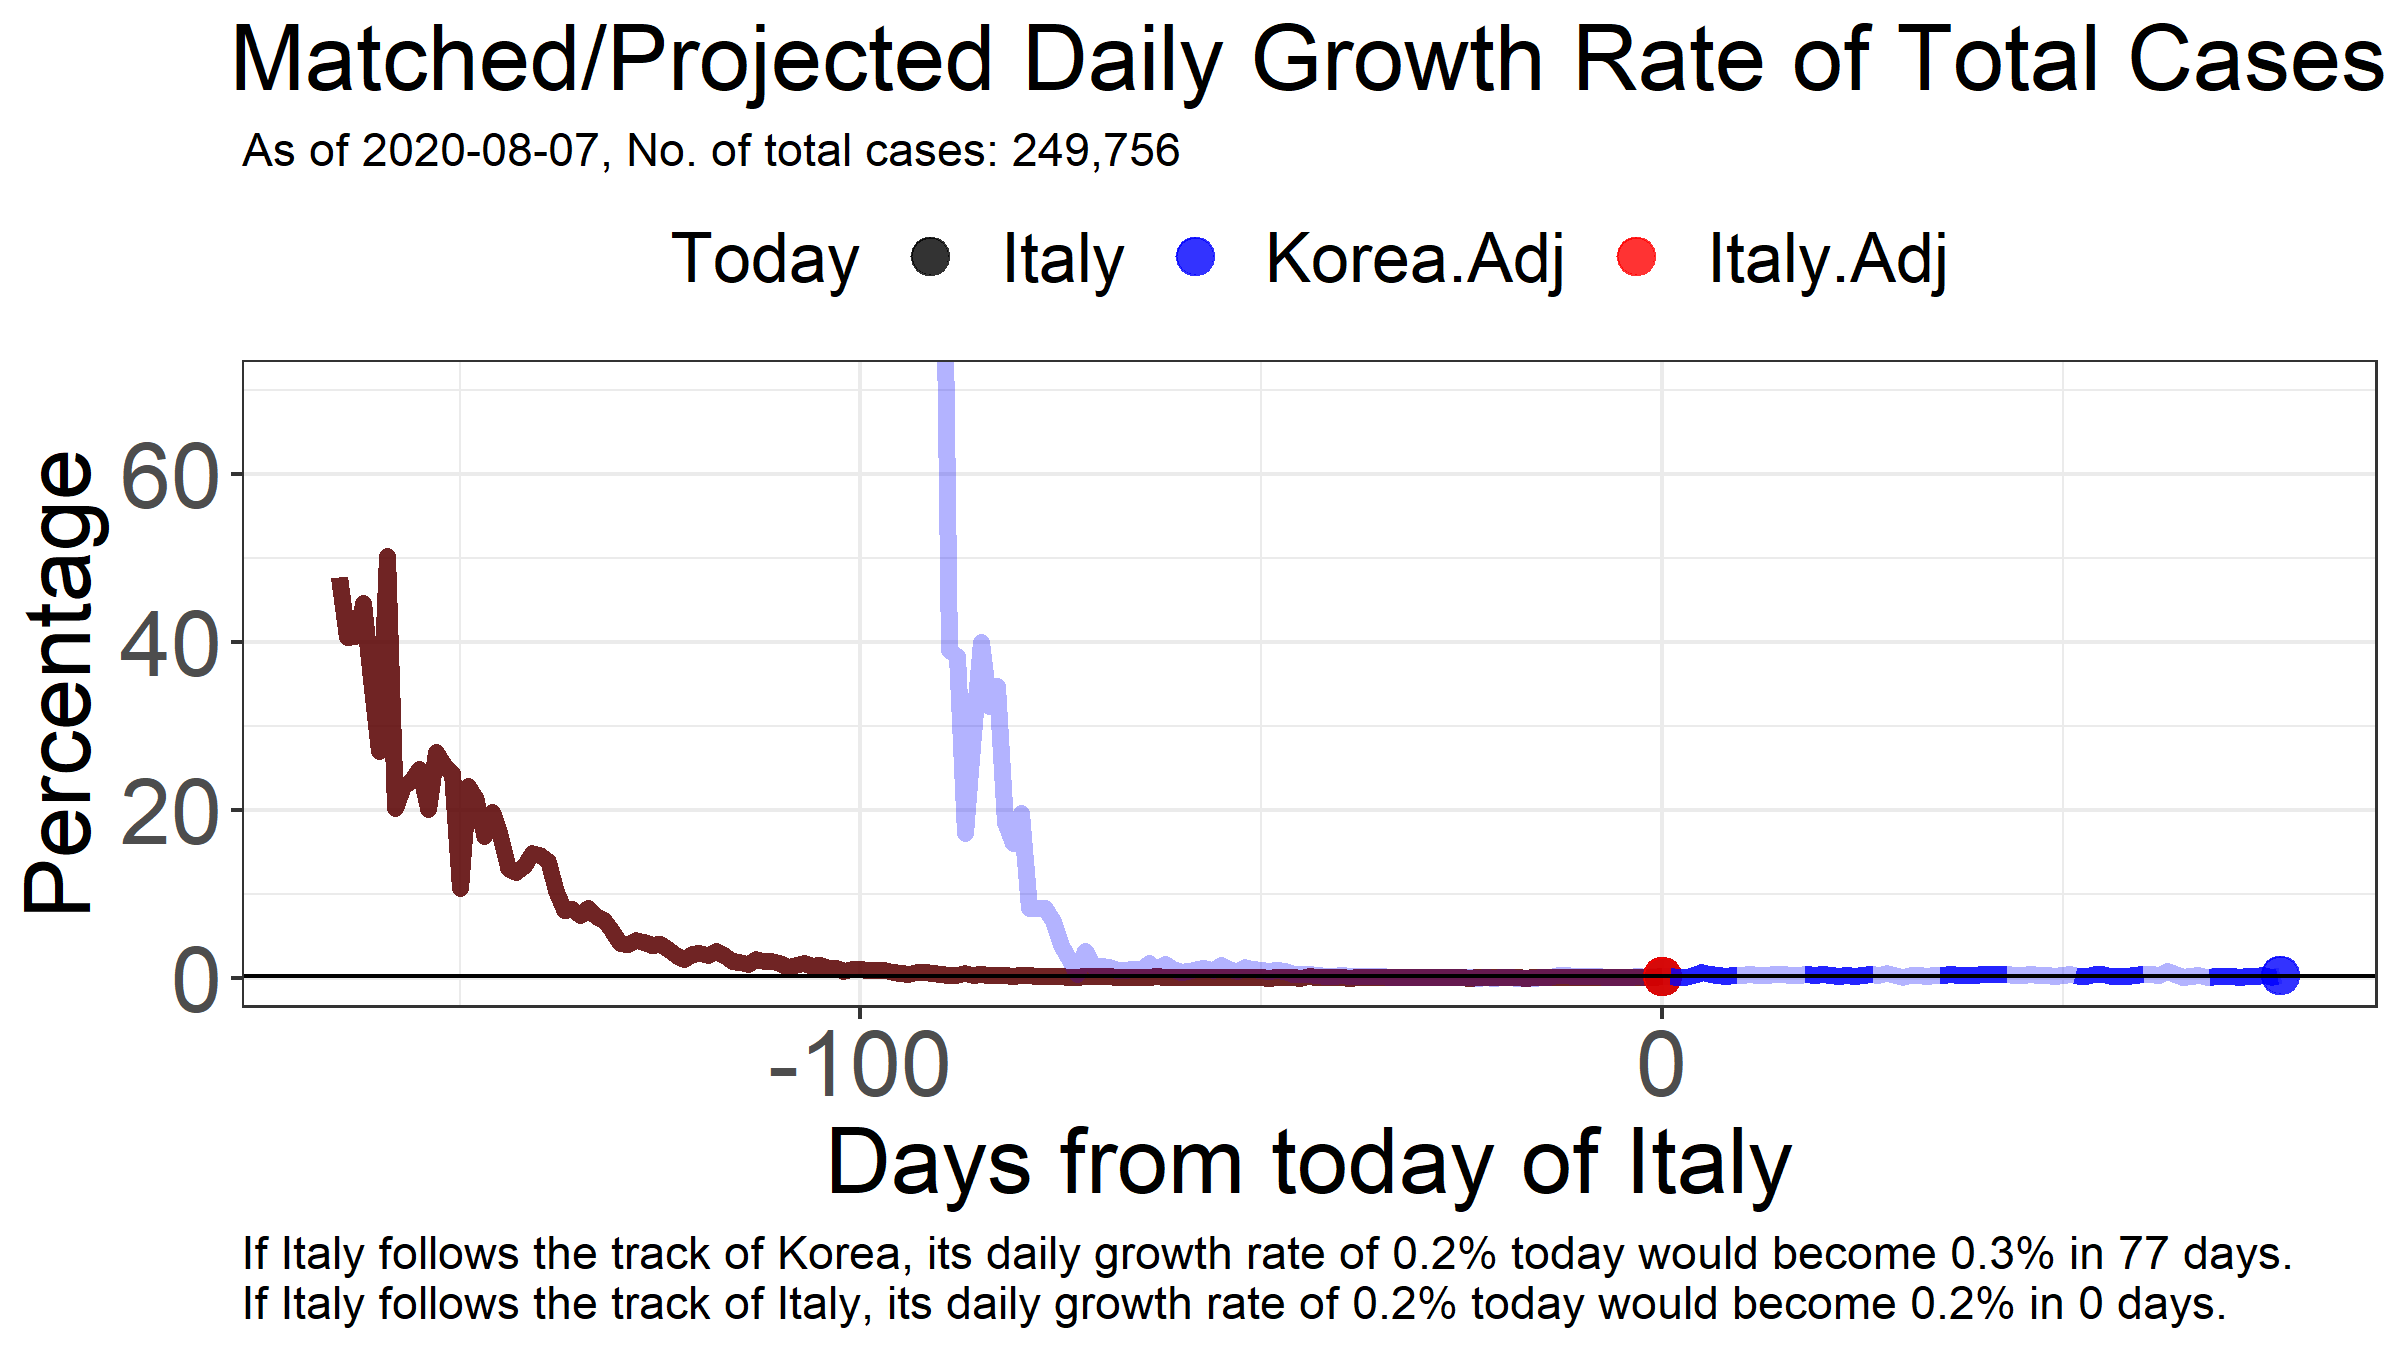 Matched/Projected Daily Growth Rate of Total Cases
As of 2020-08-07, No. of total cases: 249,756
Today Italy Korea.Adj Italy.Adj
Percentage
60
40
20
0
-100 0
Days from today of Italy
If Italy follows the track of Korea, its daily growth rate of 0.2% today would become 0.3% in 77 days.
If Italy follows the track of Italy, its daily growth rate of 0.2% today would become 0.2% in 0 days.